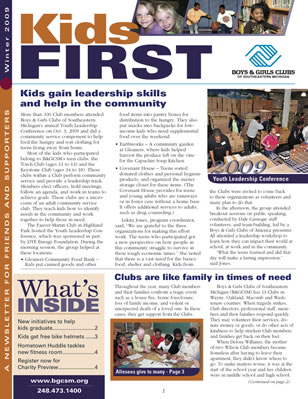 Winter 2009
A NEWSLETTER FOR FRIENDS AND SUPPORTERS
Kids
FIRST
BOYS & GIRLS CLUBS
OF SOUTHEASTERN MICHIGAN
Kids gain leadership skills
and help in the community
More than 100 Club members attended
Boys & Girls Clubs of Southeastern
Michigan's annual Youth Leadership
Conference on Oct. 3, 2009 and did a
community service component to help
feed the hungry and sort clothing for
teens living away from home.
Most of the kids participated
belong to B&GCSM's teen clubs: the
Torch Club (ages 11 to 13) and the
Keystone Club (ages 14 to 18). These
clubs within a Club perform community
service and provide a leadership track.
Members elect officers, hold meetings,
follow an agenda, and work in teams to
achieve goals. These clubs are a
of an adult community service
club. They teach kids how to identify
needs in the community and work
together to help those in need.
The Faurer-Martin Club in Highland
Park hosted the Youth Leadership Con-
ference, which was sponsored in part
by DTE Energy Foundation. During the
morning session, the group helped at
these locations:
• Gleaners Community Food Bank –
Kids put canned goods and other
food items into pantry boxes for
distribution to the hungry. They also
put snacks into backpacks for low-
income kids who need supplemental
food over the weekend.
• Earthworks – A community garden
at Gleaners, where kids helped
harvest the produce left on the vine
for the Capuchin Soup Kitchen
• Covenant House – Teens sorted
donated clothes and personal hygiene
products, and organized the master
storage closet for these items. (The
Covenant House provides for teens
and young adults who are homeless
or in foster care without a home base.
It offers additional services to adults,
such as drug counseling.)
Lekita Jones, program coordinator,
said, "We are grateful to the three
organizations for making this effort
work. The teens who participated got
a new perspective on how people in
this community struggle to survive in
these tough economic times." She noted
that there is a vast need for the basics:
food, shelter and clothing. Kids from
2009
Youth Leadership Conference
the Clubs were invited to come back
to these organizations as volunteers and
many plan to do that.
In the afternoon, the group attended
breakout sessions on public speaking,
conducted by Dale Carnegie staff
volunteers, and team-building, led by a
Boys & Girls Clubs of America presenter.
All attended a leadership workshop to
learn how they can impact their world at
school, at work and in the community.
"What the teens learned and did that
day will make a lasting impression,"
said Jones.
What's
INSIDE
New initiatives to help
kids graduate
Kids get free bike helmets
Hometown Huddle tackles
new fitness room
Register now for
Charity Preview
www.bgcsm.org
248.473.1400
Clubs are like family in times of need
Allsouses give to many - Page 3
Throughout the year, many Club members
and their families confront a tragic event
such as a house fire, home foreclosure,
loss of family income, and violent or
unexpected death of a loved one. In these
cases, they get support from the Clubs.
Boys & Girls Clubs of Southeastern
Michigan (B&GCSM) has 13 Clubs in
Wayne, Oakland, Macomb and Wash-
tenaw counties. When tragedy strikes,
Club directors, professional staff, mem-
bers and their families respond quickly.
They may volunteer their services, do-
nate money or goods, or do other acts of
kindness to help stricken Club members
and families get back on their feet.
When Deloris Williams, the mother
of two Wilson Club members became
homeless after having to leave their
apartment, they didn't know where to
go. To make matters worse, it was at the
start of the school year and her children
were in middle school and high school.
(Continued on page 2)
1